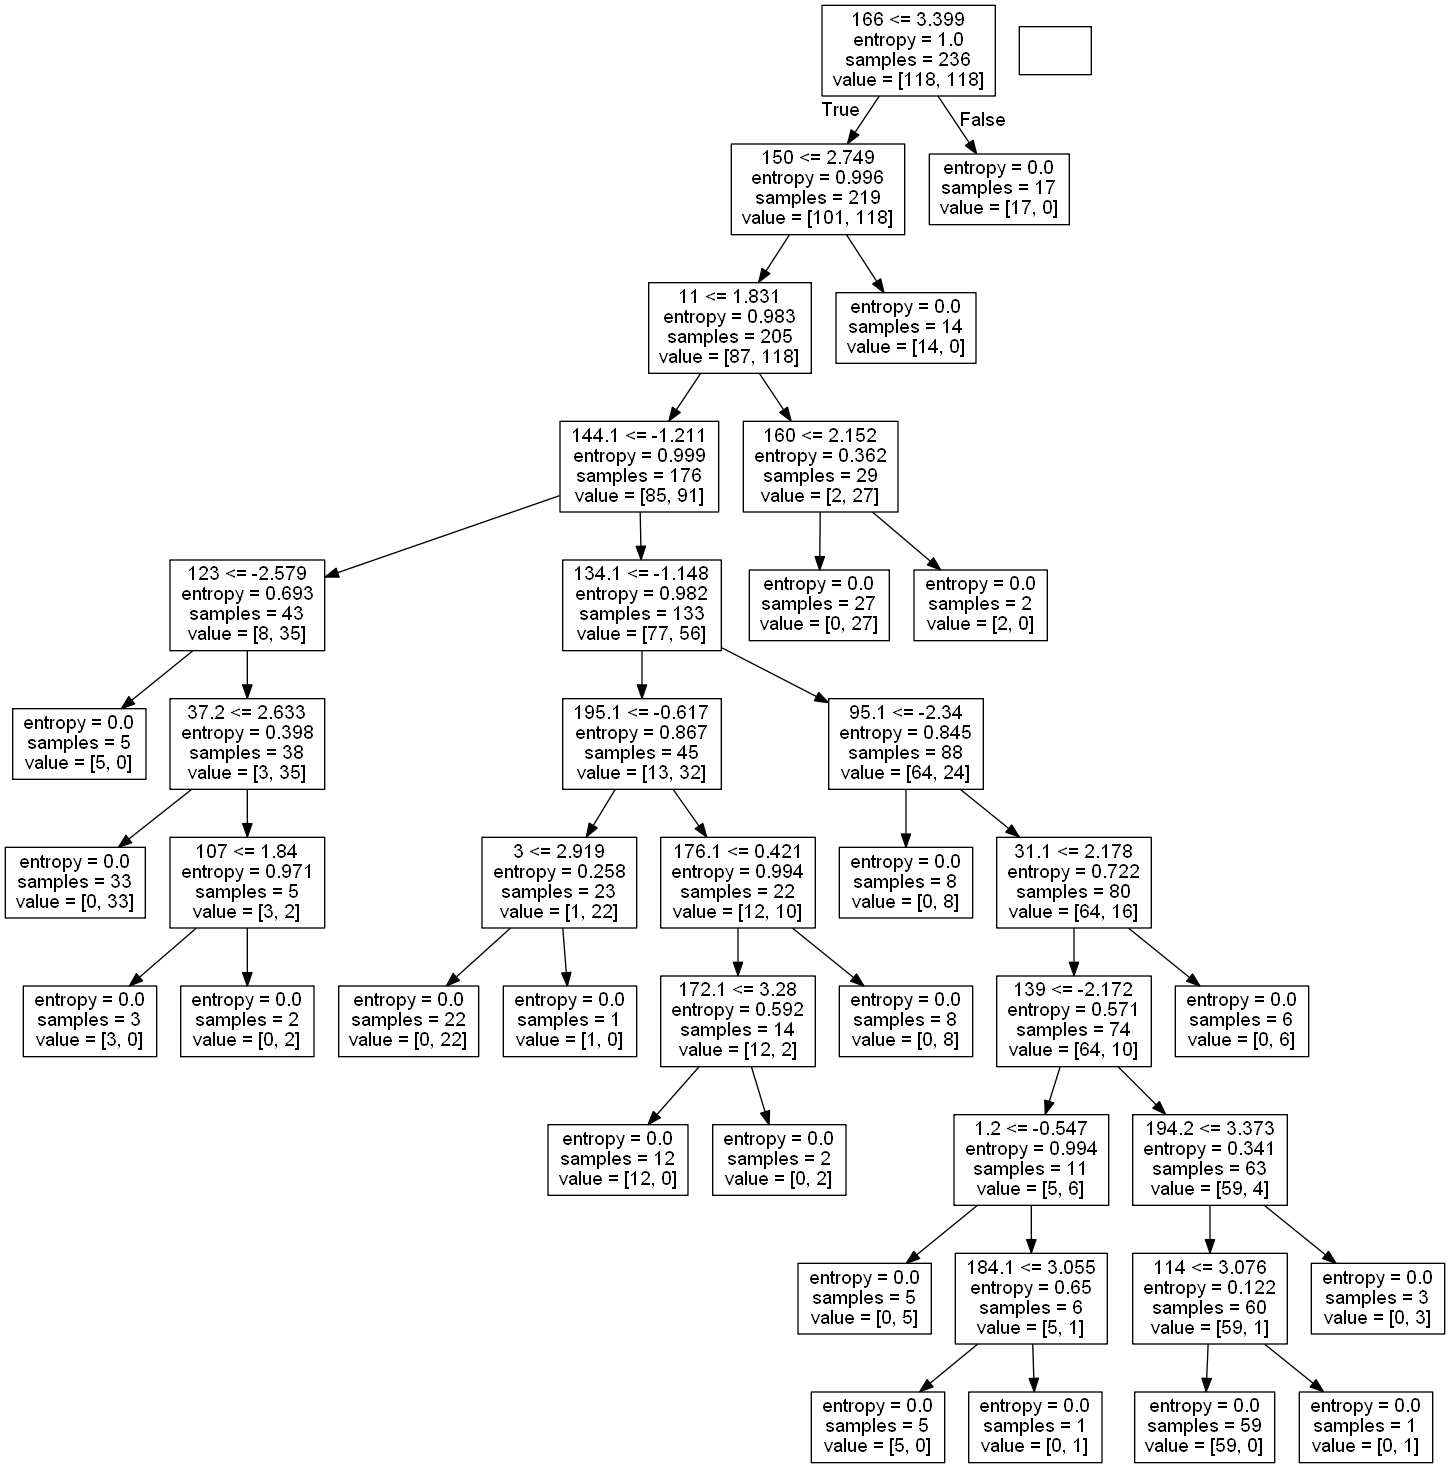 166 <= 3.399
entropy = 1.0
samples = 236
value = [118, 118]
True
False
150 <= 2.749
entropy = 0.996
samples = 219
value = [101, 118]
entropy = 0.0
samples = 17
value = [17, 0]
11 <= 1.831
entropy = 0.983
samples = 205
value = [87, 118]
entropy = 0.0
samples = 14
value = [14, 0]
144.1 <= -1.211
entropy = 0.999
samples = 176
value = [85, 91]
160 <= 2.152
entropy = 0.362
samples = 29
value = [2, 27]
123 <= -2.579
entropy = 0.693
samples = 43
value = [8, 35]
134.1 <= -1.148
entropy = 0.982
samples = 133
value = [77, 56]
entropy = 0.0
samples = 27
value = [0, 27]
entropy = 0.0
samples = 2
value = [2, 0]
entropy = 0.0
samples = 5
value = [5, 0]
37.2 <= 2.633
entropy = 0.398
samples = 38
value = [3, 35]
195.1 <= -0.617
entropy = 0.867
samples = 45
value = [13, 32]
95.1 <= -2.34
entropy = 0.845
samples = 88
value = [64, 24]
entropy = 0.0
samples = 33
value = [0, 33]
107 <= 1.84
entropy = 0.971
samples = 5
value = [3, 2]
3 <= 2.919
entropy = 0.258
samples = 23
value = [1, 22]
176.1 <= 0.421
entropy = 0.994
samples = 22
value = [12, 10]
entropy = 0.0
samples = 8
value = [0, 8]
31.1 <= 2.178
entropy = 0.722
samples = 80
value = [64, 16]
entropy = 0.0
samples = 3
value = [3, 0]
entropy = 0.0
samples = 2
value = [0, 2]
entropy = 0.0
samples = 22
value = [0, 22]
entropy = 0.0
samples = 1
value = [1, 0]
172.1 <= 3.28
entropy = 0.592
samples = 14
value = [12, 2]
entropy = 0.0
samples = 8
value = [0, 8]
139 <= -2.172
entropy = 0.571
samples = 74
value = [64, 10]
entropy = 0.0
samples = 6
value = [0, 6]
entropy = 0.0
samples = 12
value = [12, 0]
entropy = 0.0
samples = 2
value = [0, 2]
1.2 <= -0.547
entropy = 0.994
samples = 11
value = [5, 6]
194.2 <= 3.373
entropy = 0.341
samples = 63
value = [59, 4]
entropy = 0.0
samples = 5
value = [0, 5]
184.1 <= 3.055
entropy = 0.65
samples = 6
value = [5, 1]
114 <= 3.076
entropy = 0.122
samples = 60
value = [59, 1]
entropy = 0.0
samples = 3
value = [0, 3]
entropy = 0.0
samples = 5
value = [5, 0]
entropy = 0.0
samples = 1
value = [0, 1]
entropy = 0.0
samples = 59
value = [59, 0]
entropy = 0.0
samples = 1
value = [0, 1]